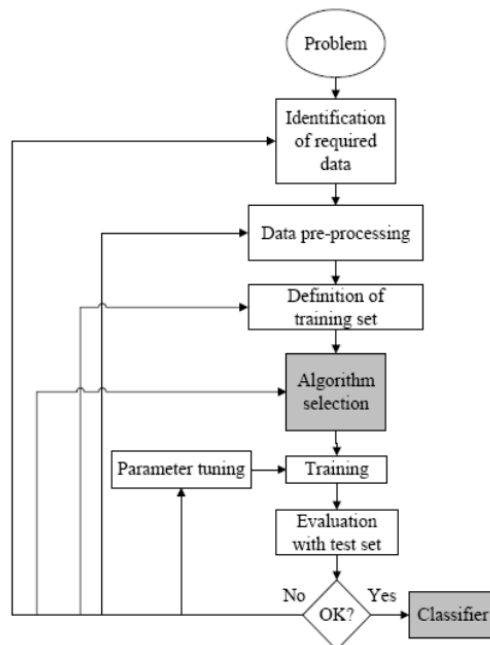 Problem
Identification
of required
data
Data pre-processing
Definition of
training set
Algorithm
selection
Parameter tuning
Training
Evaluation
with test set
No
OK?
Yes
Classifier